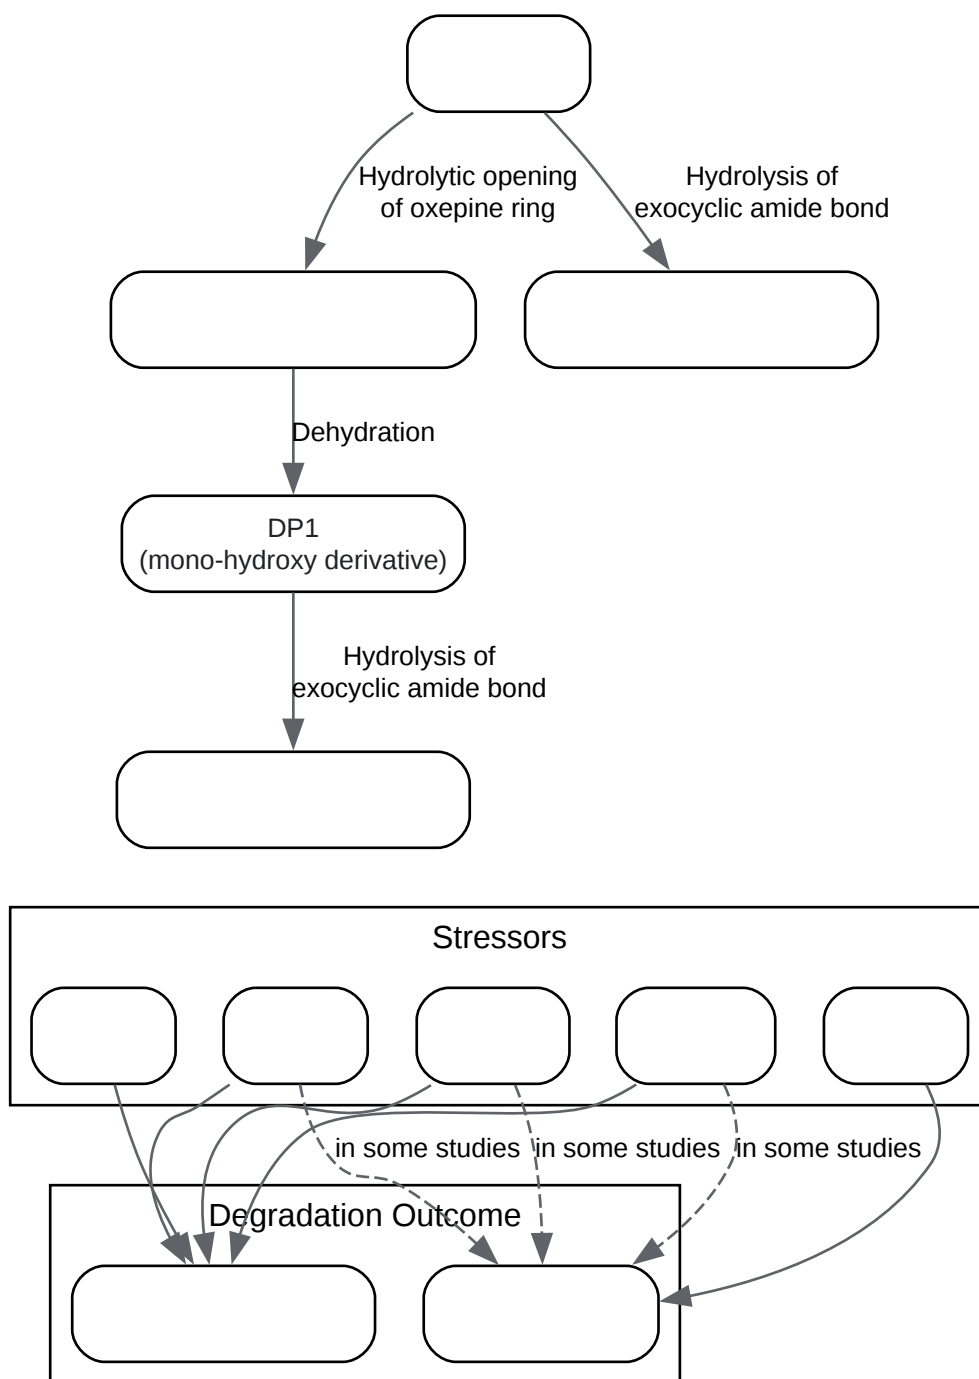 Hydrolytic opening
of oxepine ring
Hydrolysis of
exocyclic amide bond
Dehydration
DP1
(mono-hydroxy derivative)
Hydrolysis of
exocyclic amide bond
Stressors
in some studies
in some studies
in some studies
Degradation Outcome